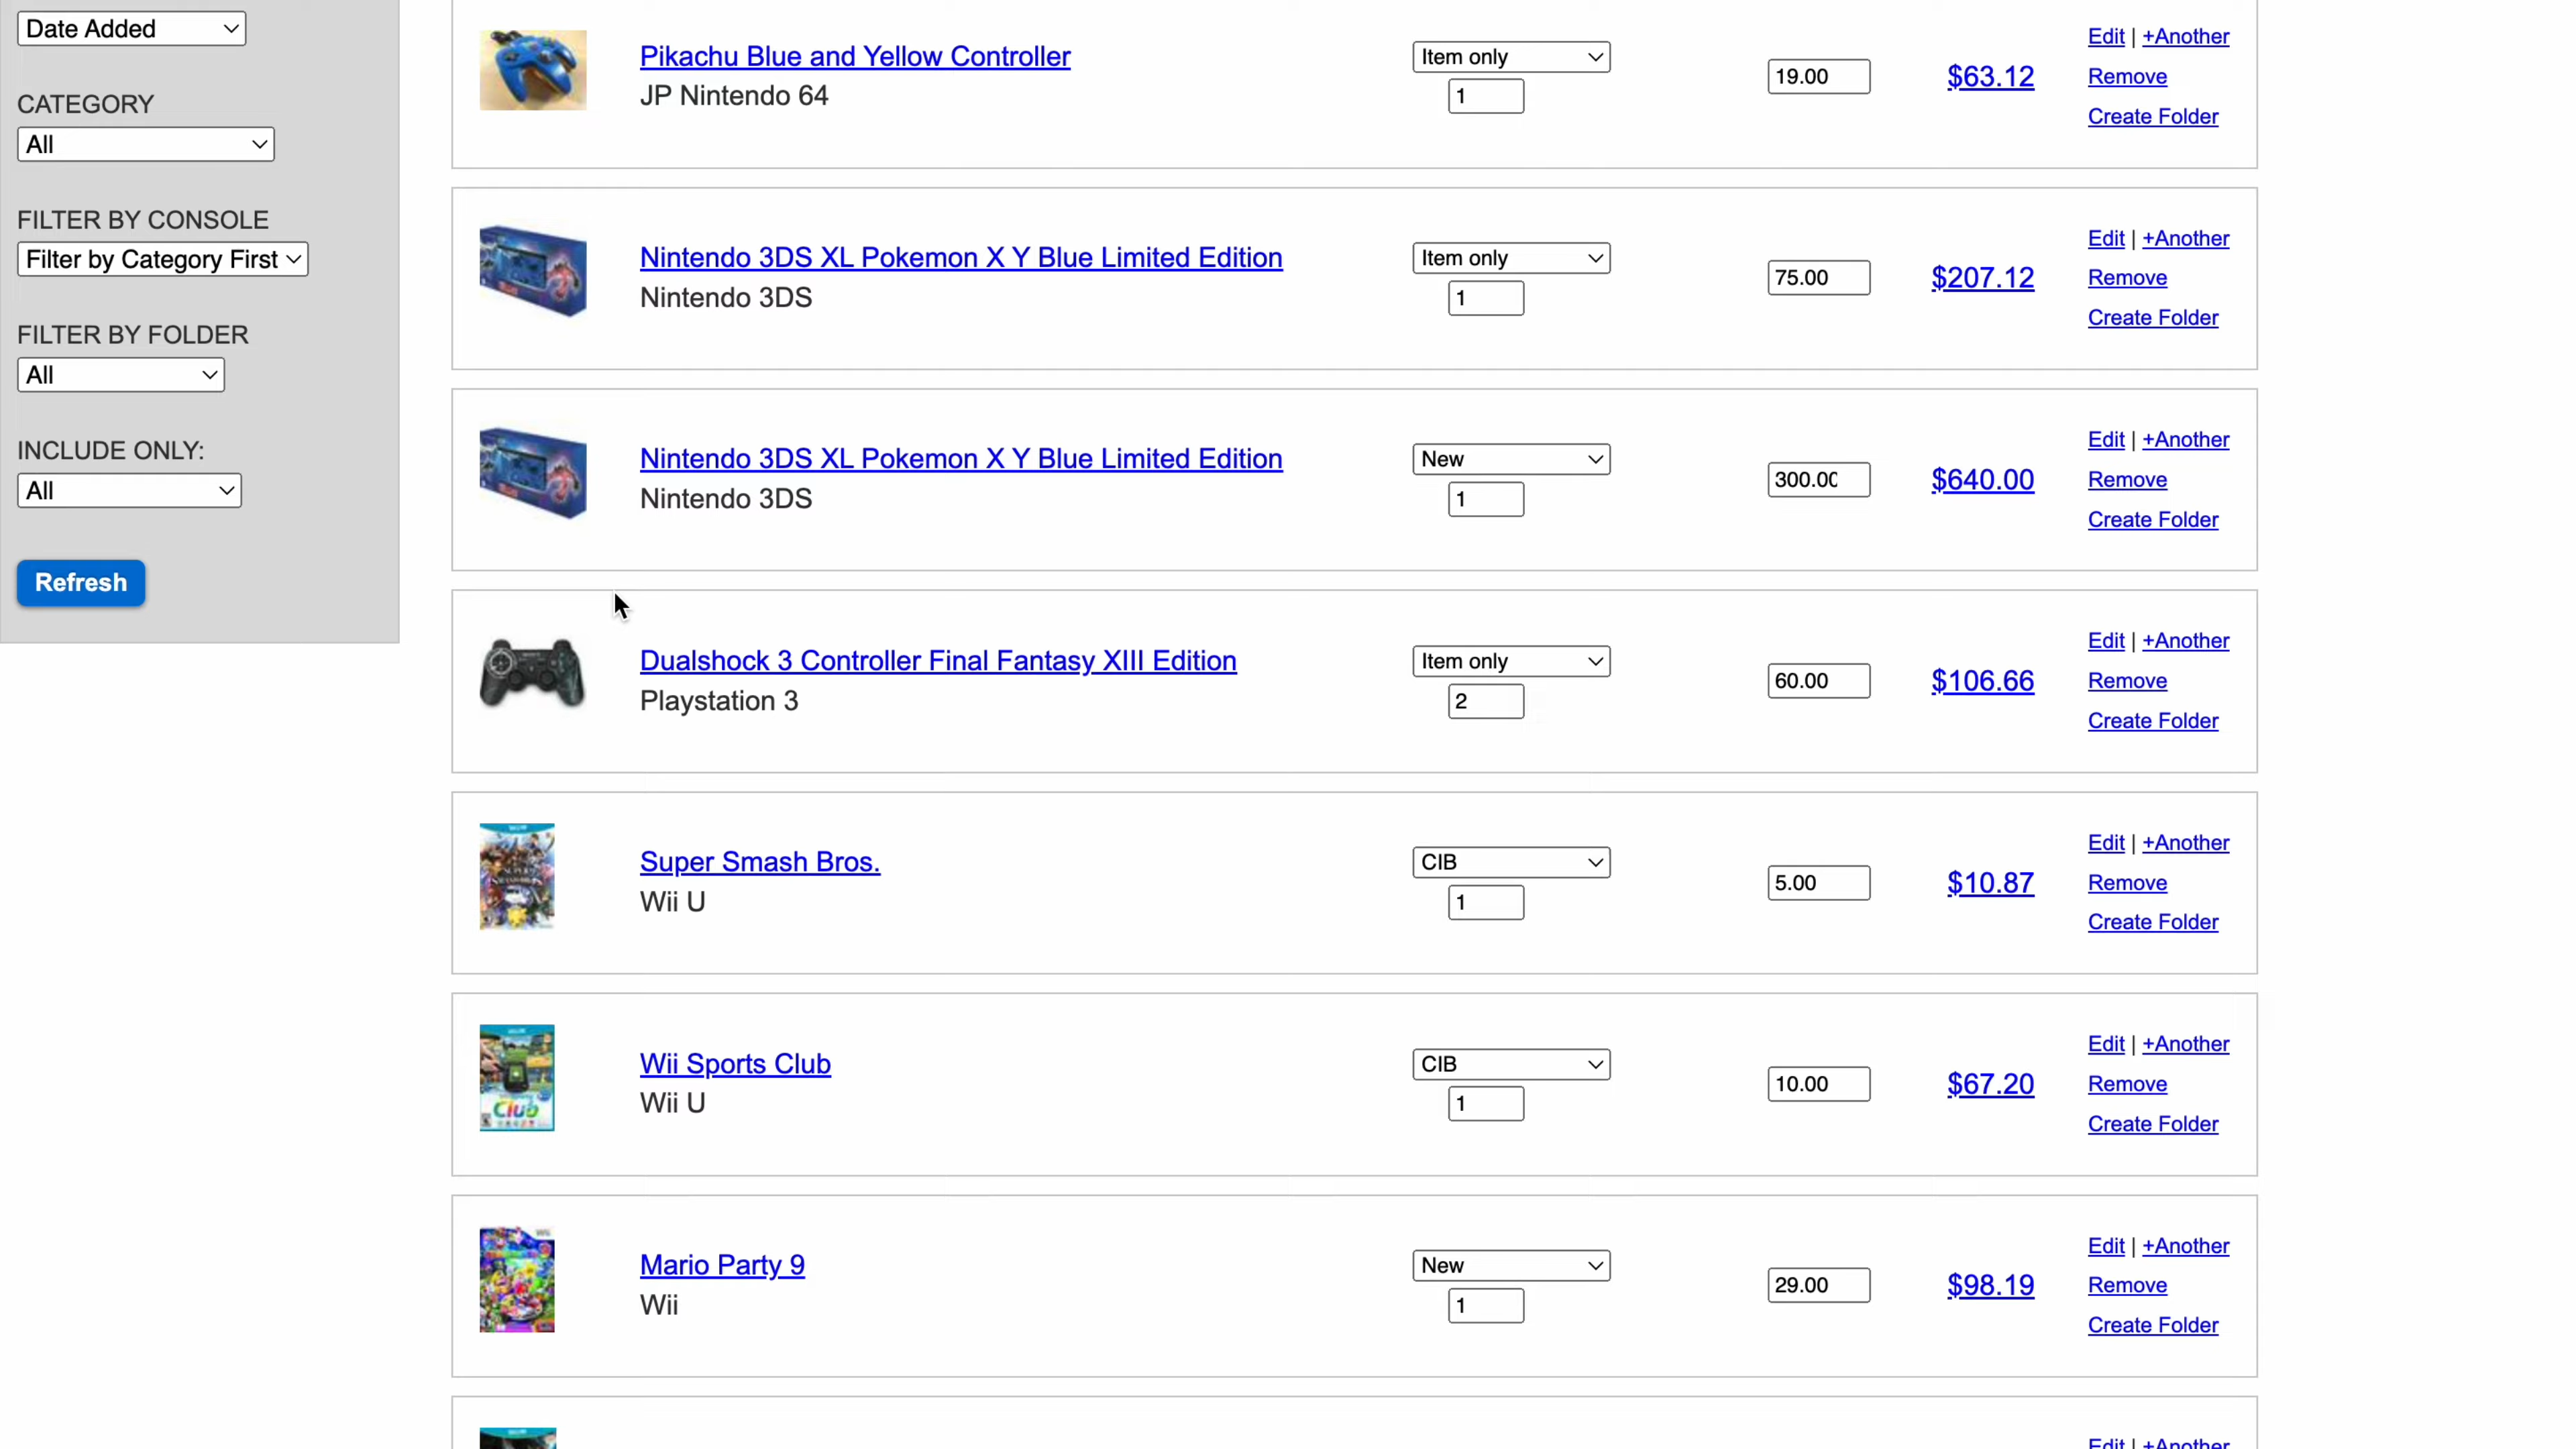 Date Added
CATEGORY
All
FILTER BY CONSOLE
Filter by Category First
FILTER BY FOLDER
All
INCLUDE ONLY:
All
Refresh
Pikachu Blue and Yellow Controller
JP Nintendo 64
Item only
1
19.00
$63.12
Edit | +Another
Remove
Create Folder
Nintendo 3DS XL Pokemon X Y Blue Limited Edition
Nintendo 3DS
Item only
1
75.00
$207.12
Edit | +Another
Remove
Create Folder
Nintendo 3DS XL Pokemon X Y Blue Limited Edition
Nintendo 3DS
New
1
300.00
$640.00
Edit | +Another
Remove
Create Folder
Dualshock 3 Controller Final Fantasy XIII Edition
Playstation 3
Item only
2
60.00
$106.66
Edit | +Another
Remove
Create Folder
Super Smash Bros.
Wii U
CIB
1
5.00
$10.87
Edit | +Another
Remove
Create Folder
Club
Wii Sports Club
Wii U
CIB
1
10.00
$67.20
Edit | +Another
Remove
Create Folder
Mario Party 9
Wii
New
1
29.00
$98.19
Edit | +Another
Remove
Create Folder
Edit | +Another